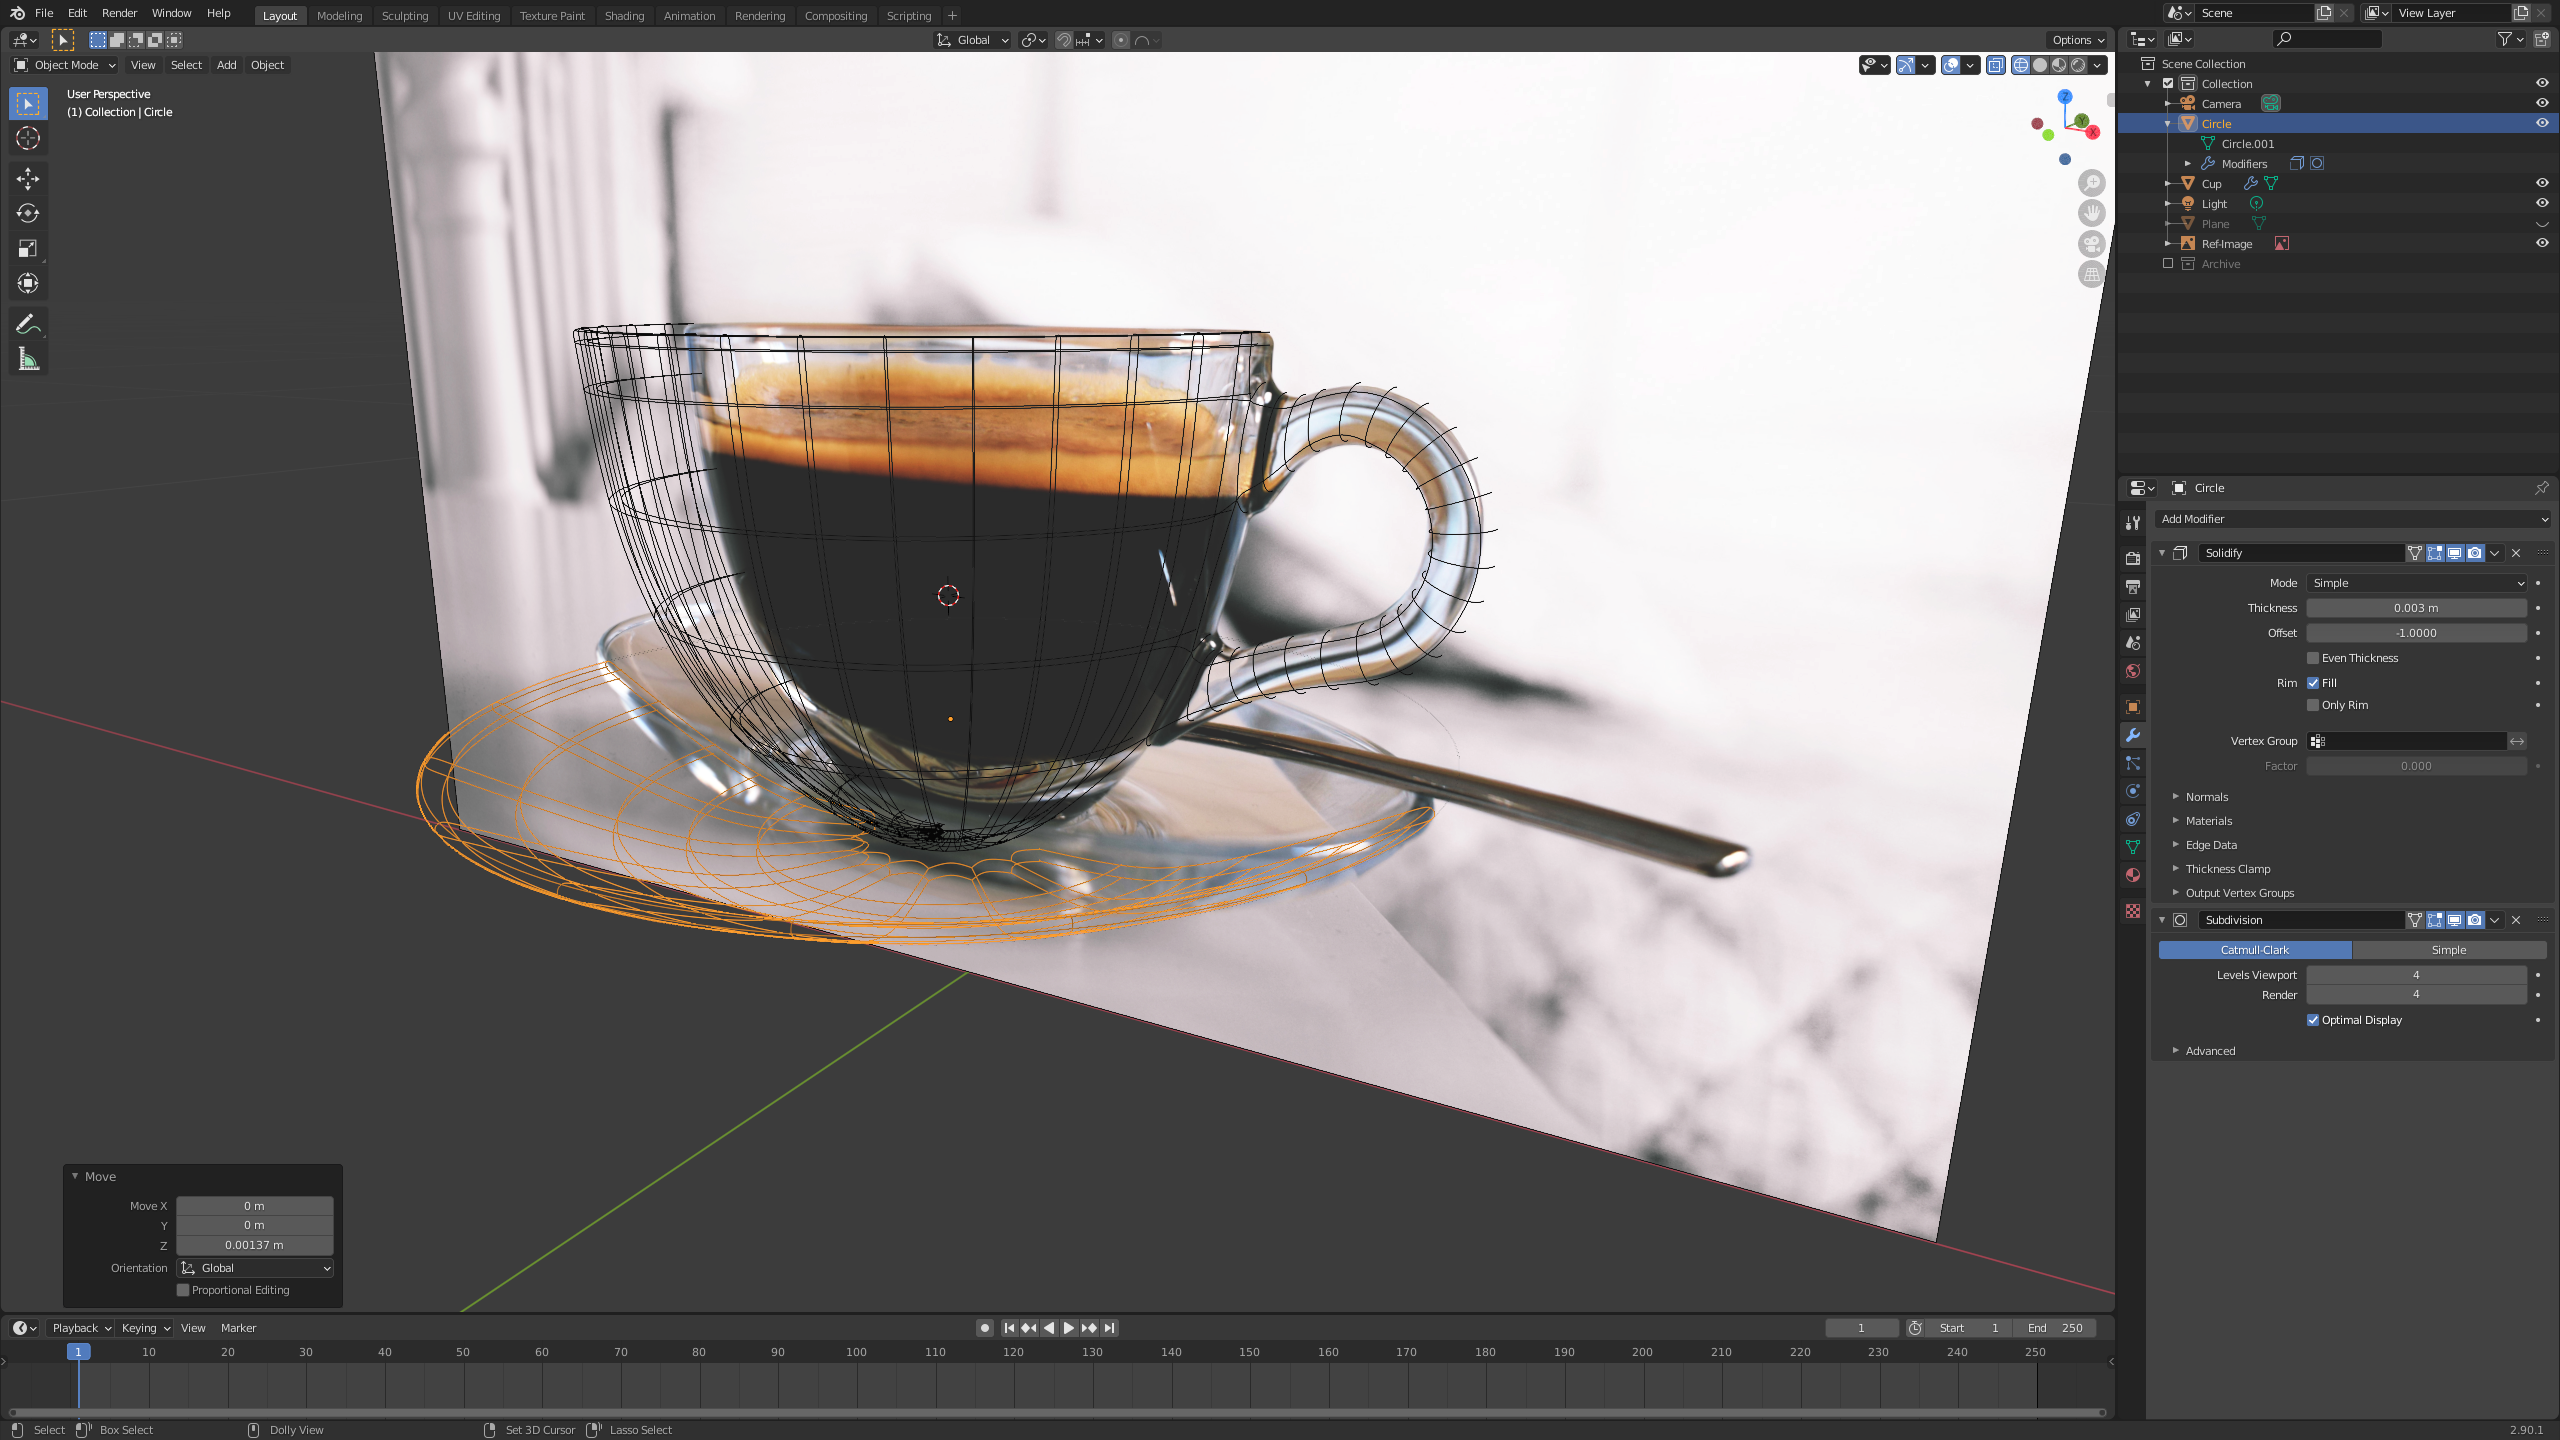 File Edit Render Window Help Layout Modeling Sculpting UV Editing Texture Paint Shading Animation Rendering Compositing Scripting + Scene View Layer
Global Options
Object Mode View Select Add Object
User Perspective
(1) Collection | Circle
Z
Y
X
Move
Move X 0 m
Y 0 m
Z 0.00137 m
Orientation Global
Proportional Editing
Scene Collection
Collection
Camera
Circle
Circle.001
Modifiers
Cup
Light
Plane
Ref-Image
Archive
Circle
Add Modifier
Solidify
Mode Simple
Thickness 0.003 m
Offset -1.0000
Even Thickness
Rim Fill
Only Rim
Vertex Group
Factor 0.000
Normals
Materials
Edge Data
Thickness Clamp
Output Vertex Groups
Subdivision
Catmull-Clark Simple
Levels Viewport 4
Render 4
Optimal Display
Advanced
Playback Keying View Marker 1 Start 1 End 250
1 10 20 30 40 50 60 70 80 90 100 110 120 130 140 150 160 170 180 190 200 210 220 230 240 250
Select Box Select Dolly View Set 3D Cursor Lasso Select 2.90.1